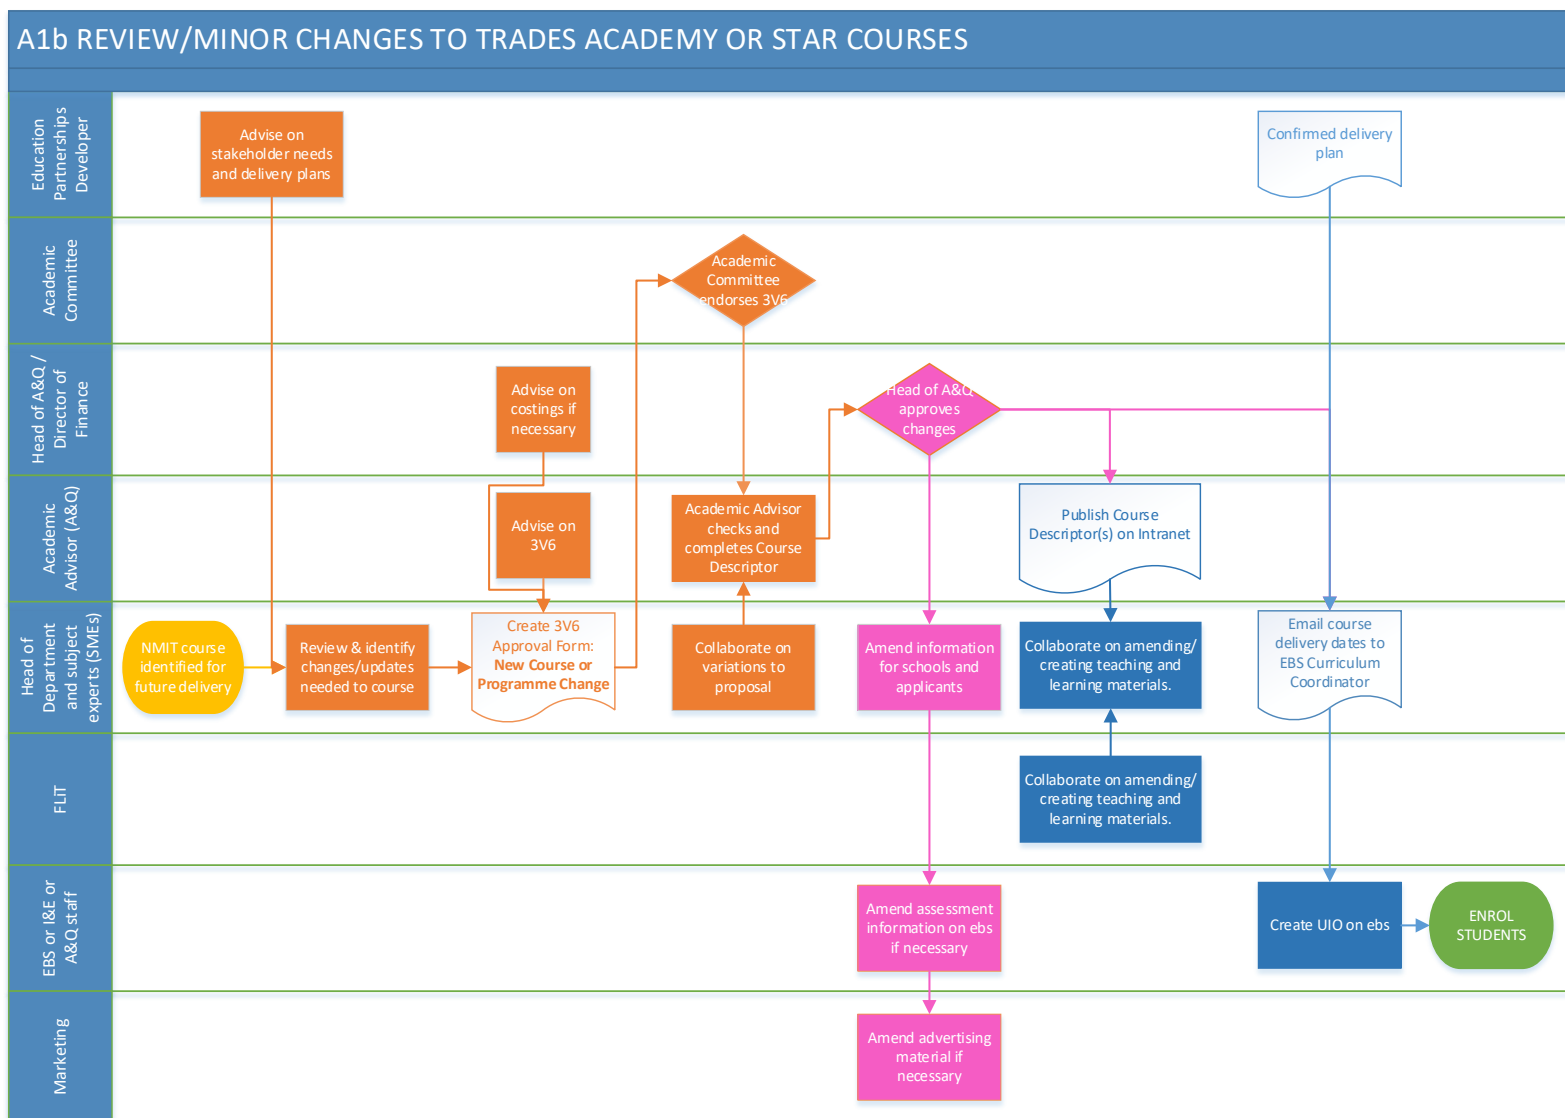 A1b REVIEW/MINOR CHANGES TO TRADES ACADEMY OR STAR COURSES
Education
Partnerships
Developer
Advise on
stakeholder needs
and delivery plans
Confirmed delivery
plan
Academic
Committee
Academic
Committee
endorses 3V6
Head of A&Q /
Director of
Finance
Advise on
costings if
necessary
Head of A&Q
approves
changes
Academic
Advisor (A&Q)
Advise on
3V6
Academic Advisor
checks and
completes Course
Descriptor
Publish Course
Descriptor(s) on Intranet
Head of
Department
and subject
experts (SMEs)
NMIT course
identified for
future delivery
Review & identify
changes/updates
needed to course
Create 3V6
Approval Form:
New Course or
Programme Change
Collaborate on
variations to
proposal
Amend information
for schools and
applicants
Collaborate on amending/
creating teaching and
learning materials.
Email course
delivery dates to
EBS Curriculum
Coordinator
FLiT
Collaborate on amending/
creating teaching and
learning materials.
EBS or I&E or
A&Q staff
Amend assessment
information on ebs
if necessary
Create UIO on ebs
ENROL
STUDENTS
Marketing
Amend advertising
material if
necessary